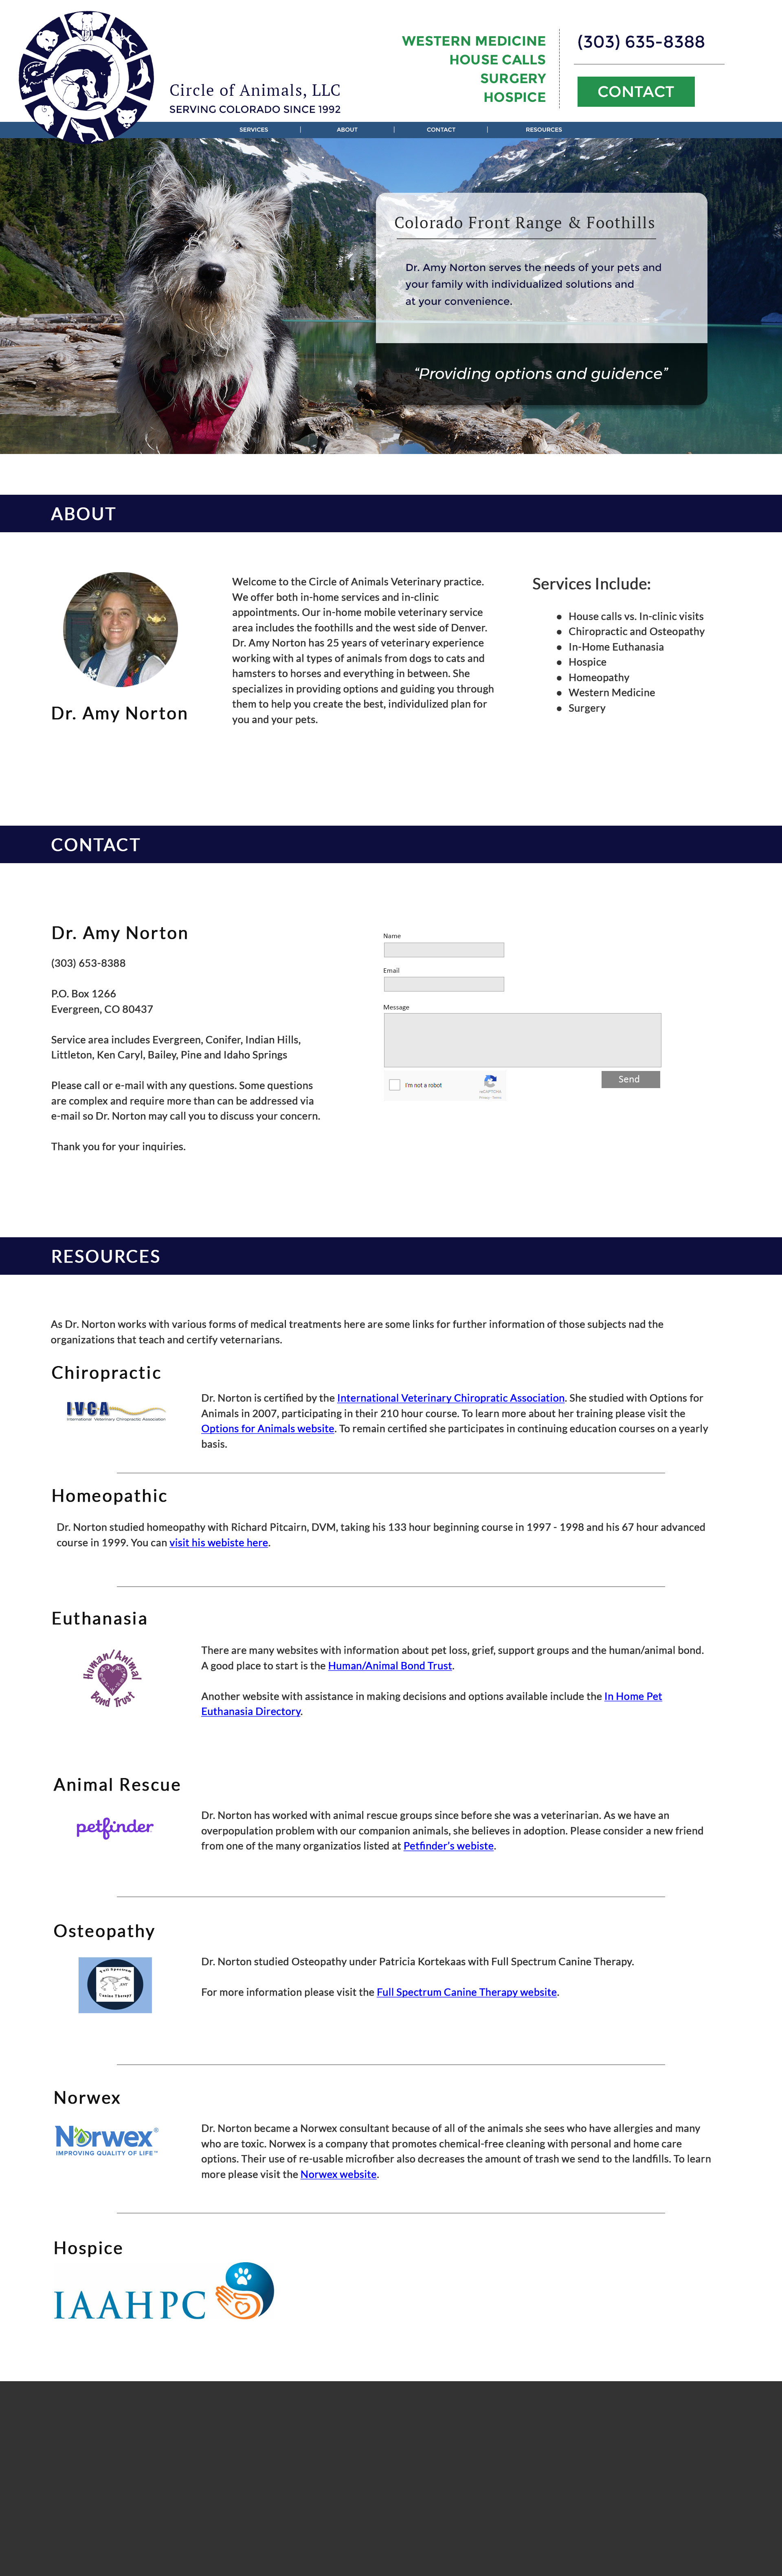 Circle of Animals, LLC
SERVING COLORADO SINCE 1992
WESTERN MEDICINE
HOUSE CALLS
SURGERY
HOSPICE
(303) 635-8388
CONTACT
SERVICES | ABOUT | CONTACT | RESOURCES
Colorado Front Range & Foothills
Dr. Amy Norton serves the needs of your pets and
your family with individualized solutions and
at your convenience.
“Providing options and guidence”
ABOUT
Dr. Amy Norton
Welcome to the Circle of Animals Veterinary practice.
We offer both in-home services and in-clinic
appointments. Our in-home mobile veterinary service
area includes the foothills and the west side of Denver.
Dr. Amy Norton has 25 years of veterinary experience
working with al types of animals from dogs to cats and
hamsters to horses and everything in between. She
specializes in providing options and guiding you through
them to help you create the best, individulized plan for
you and your pets.
Services Include:
● House calls vs. In-clinic visits
● Chiropractic and Osteopathy
● In-Home Euthanasia
● Hospice
● Homeopathy
● Western Medicine
● Surgery
CONTACT
Dr. Amy Norton
(303) 653-8388
P.O. Box 1266
Evergreen, CO 80437
Service area includes Evergreen, Conifer, Indian Hills,
Littleton, Ken Caryl, Bailey, Pine and Idaho Springs
Please call or e-mail with any questions. Some questions
are complex and require more than can be addressed via
e-mail so Dr. Norton may call you to discuss your concern.
Thank you for your inquiries.
Name
Email
Message
I'm not a robot
reCAPTCHA
Privacy - Terms
Send
RESOURCES
As Dr. Norton works with various forms of medical treatments here are some links for further information of those subjects nad the
organizations that teach and certify veternarians.
Chiropractic
IVCA
International Veterinary Chiropractic Association
Dr. Norton is certified by the International Veterinary Chiropratic Association. She studied with Options for
Animals in 2007, participating in their 210 hour course. To learn more about her training please visit the
Options for Animals website. To remain certified she participates in continuing education courses on a yearly
basis.
Homeopathic
Dr. Norton studied homeopathy with Richard Pitcairn, DVM, taking his 133 hour beginning course in 1997 - 1998 and his 67 hour advanced
course in 1999. You can visit his webiste here.
Euthanasia
Human/Animal
Bond Trust
There are many websites with information about pet loss, grief, support groups and the human/animal bond.
A good place to start is the Human/Animal Bond Trust.
Another website with assistance in making decisions and options available include the In Home Pet
Euthanasia Directory.
Animal Rescue
petfinder
Dr. Norton has worked with animal rescue groups since before she was a veterinarian. As we have an
overpopulation problem with our companion animals, she believes in adoption. Please consider a new friend
from one of the many organizatios listed at Petfinder's webiste.
Osteopathy
Full Spectrum
Canine Therapy
Dr. Norton studied Osteopathy under Patricia Kortekaas with Full Spectrum Canine Therapy.
For more information please visit the Full Spectrum Canine Therapy website.
Norwex
Norwex®
IMPROVING QUALITY OF LIFE™
Dr. Norton became a Norwex consultant because of all of the animals she sees who have allergies and many
who are toxic. Norwex is a company that promotes chemical-free cleaning with personal and home care
options. Their use of re-usable microfiber also decreases the amount of trash we send to the landfills. To learn
more please visit the Norwex website.
Hospice
IAAHPC